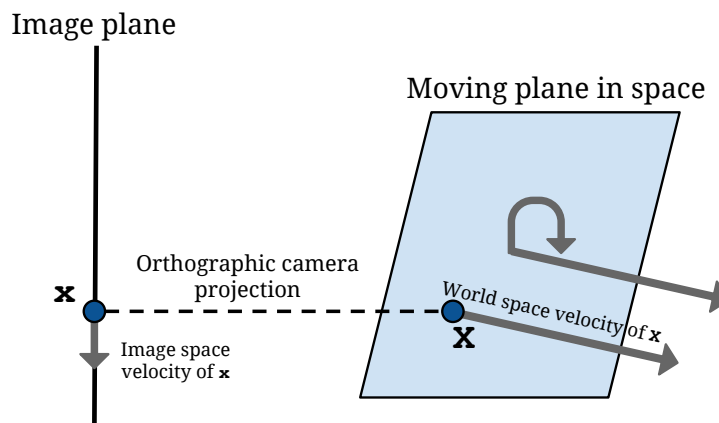 Image plane
Moving plane in space
Orthographic camera
projection
x
World space velocity of x
X
Image space
velocity of x